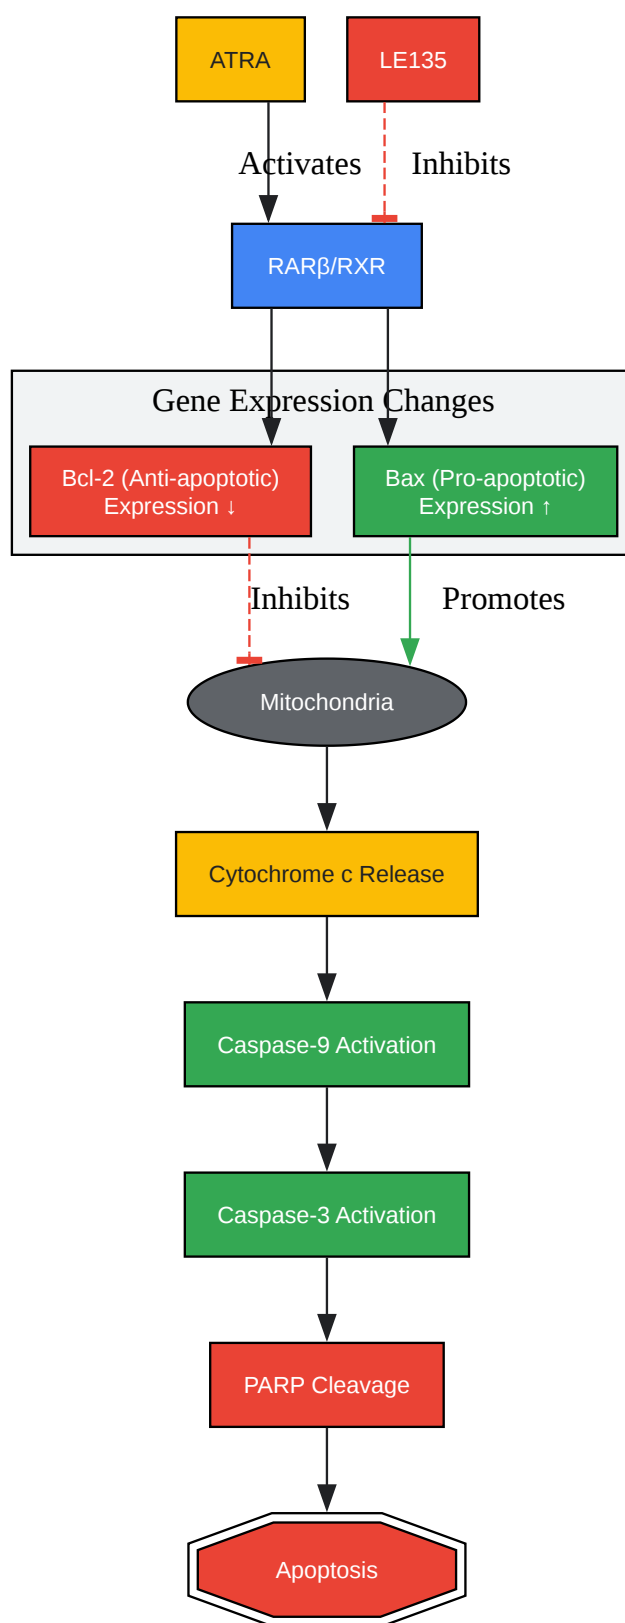 ATRA
LE135
Activates
Inhibits
RARβ/RXR
Gene Expression Changes
Bcl-2 (Anti-apoptotic)
Expression ↓
Bax (Pro-apoptotic)
Expression ↑
Inhibits
Promotes
Mitochondria
Cytochrome c Release
Caspase-9 Activation
Caspase-3 Activation
PARP Cleavage
Apoptosis